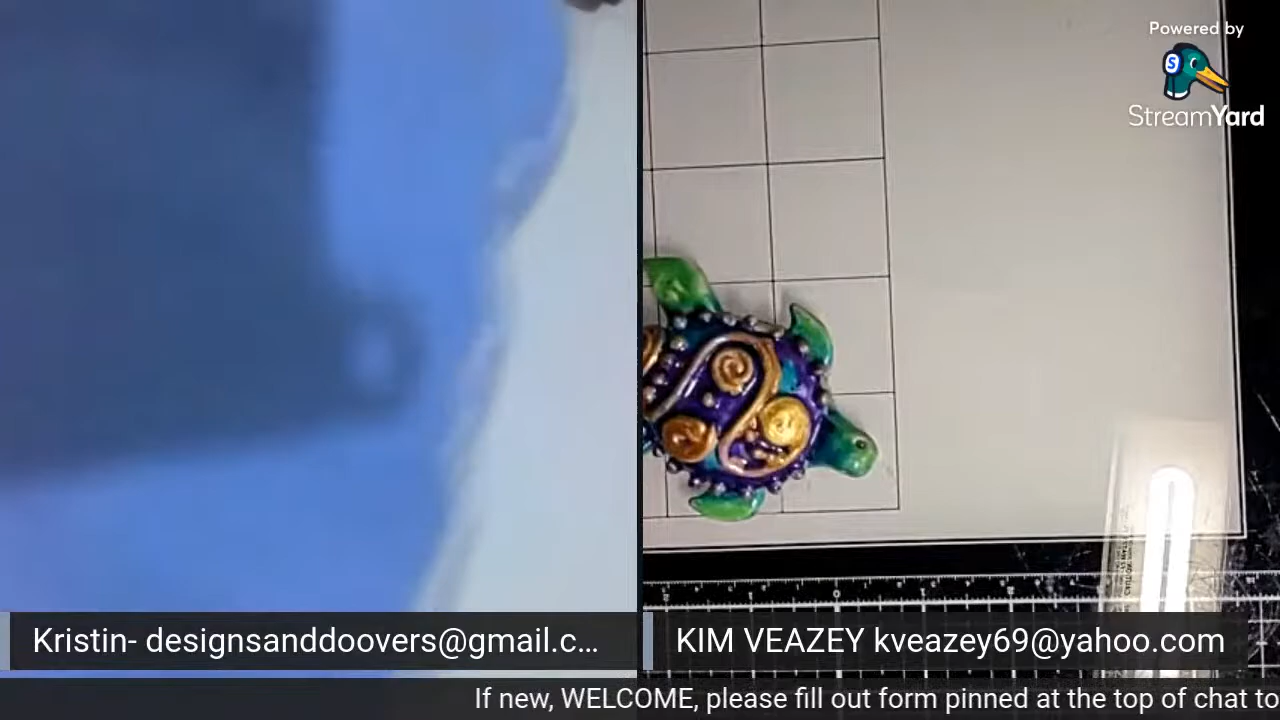 Powered by
S
StreamYard
Kristin- designsanddoovers@gmail.c...
KIM VEAZEY kveazey69@yahoo.com
If new, WELCOME, please fill out form pinned at the top of chat to